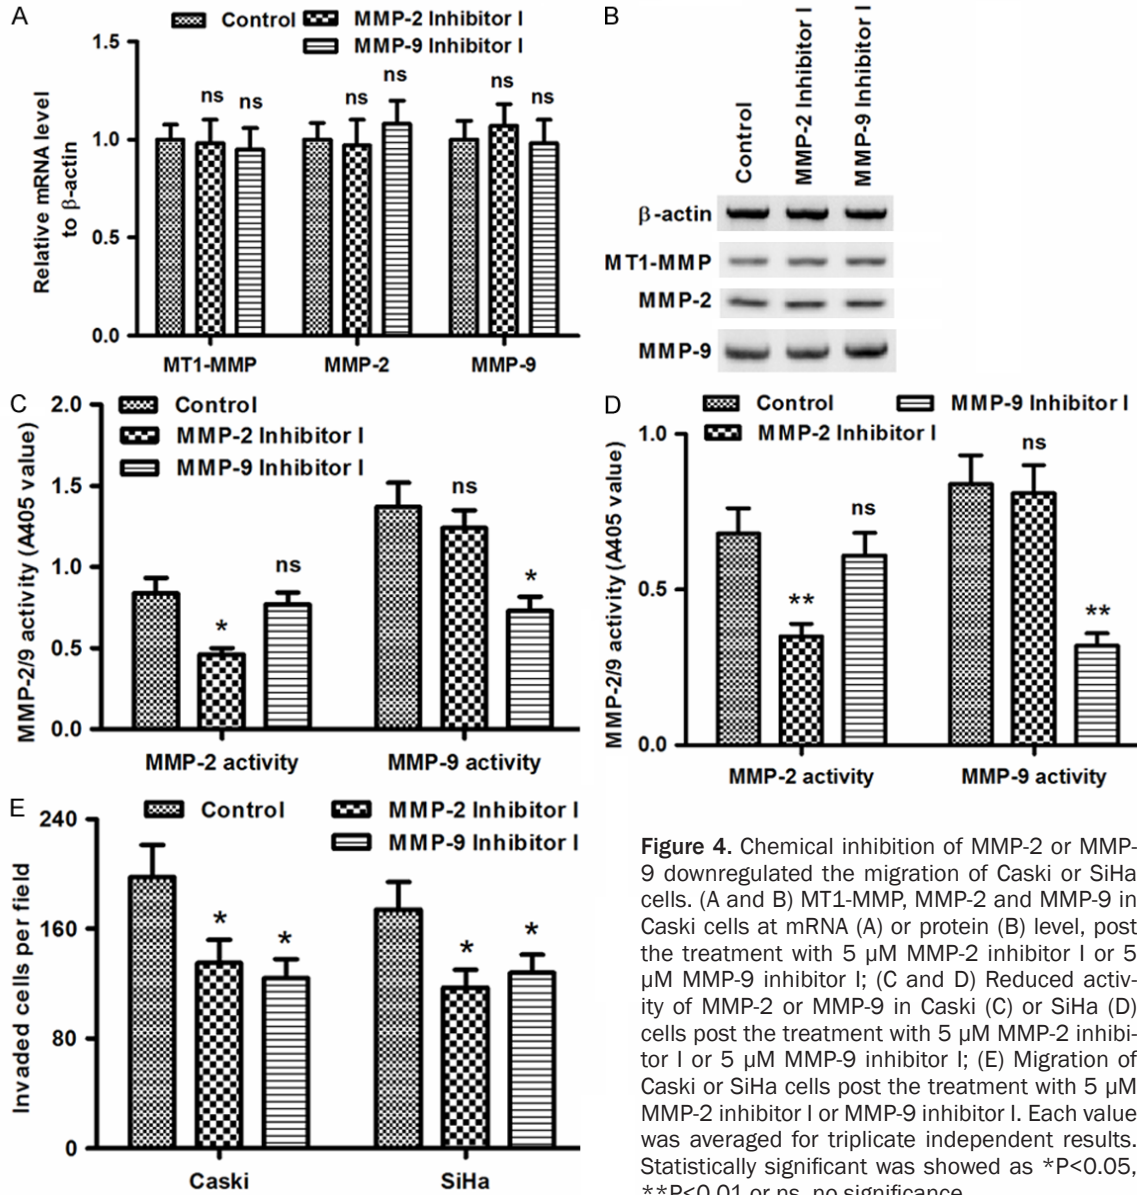 A
Control
MMP-2 Inhibitor I
MMP-9 Inhibitor I
Relative mRNA level
to β-actin
1.5
1.0
0.5
0.0
ns
ns
ns
ns
ns
ns
MT1-MMP
MMP-2
MMP-9
B
Control
MMP-2 Inhibitor I
MMP-9 Inhibitor I
β-actin
MT1-MMP
MMP-2
MMP-9
C
Control
MMP-2 Inhibitor I
MMP-9 Inhibitor I
MMP-2/9 activity (A405 value)
2.0
1.5
1.0
0.5
0.0
*
ns
ns
*
MMP-2 activity
MMP-9 activity
D
Control
MMP-9 Inhibitor I
MMP-2 Inhibitor I
MMP-2/9 activity (A405 value)
1.0
0.5
0.0
**
ns
ns
**
MMP-2 activity
MMP-9 activity
E
Control
MMP-2 Inhibitor I
MMP-9 Inhibitor I
Invaded cells per field
240
160
80
0
*
*
*
*
Caski
SiHa
Figure 4. Chemical inhibition of MMP-2 or MMP-
9 downregulated the migration of Caski or SiHa
cells. (A and B) MT1-MMP, MMP-2 and MMP-9 in
Caski cells at mRNA (A) or protein (B) level, post
the treatment with 5 μM MMP-2 inhibitor I or 5
μM MMP-9 inhibitor I; (C and D) Reduced activ-
ity of MMP-2 or MMP-9 in Caski (C) or SiHa (D)
cells post the treatment with 5 μM MMP-2 inhibi-
tor I or 5 μM MMP-9 inhibitor I; (E) Migration of
Caski or SiHa cells post the treatment with 5 μM
MMP-2 inhibitor I or MMP-9 inhibitor I. Each value
was averaged for triplicate independent results.
Statistically significant was showed as *P<0.05,
**P<0.01 or ns, no significance.